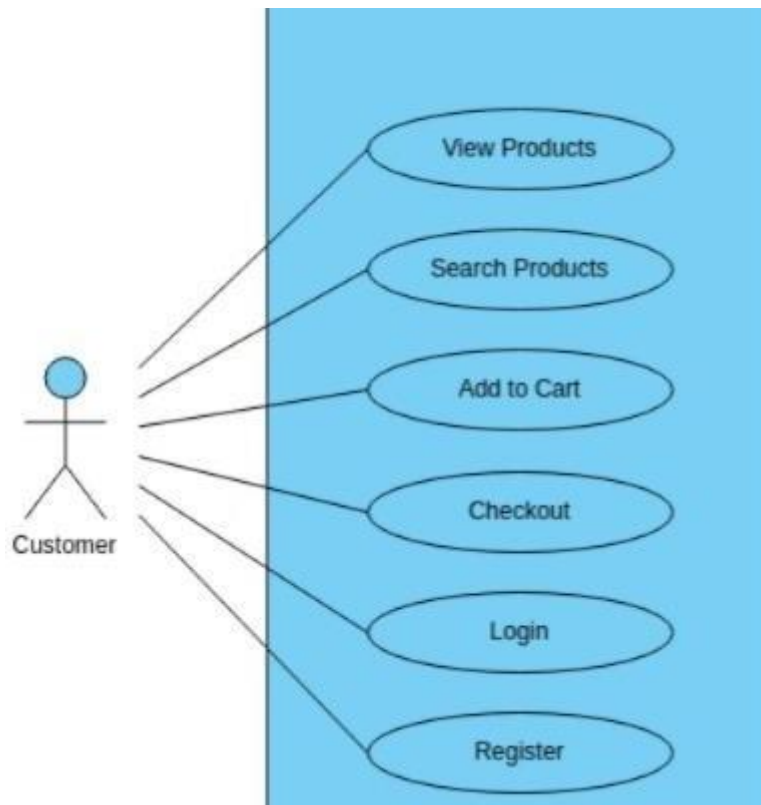 View Products
Search Products
Add to Cart
Checkout
Customer
Login
Register